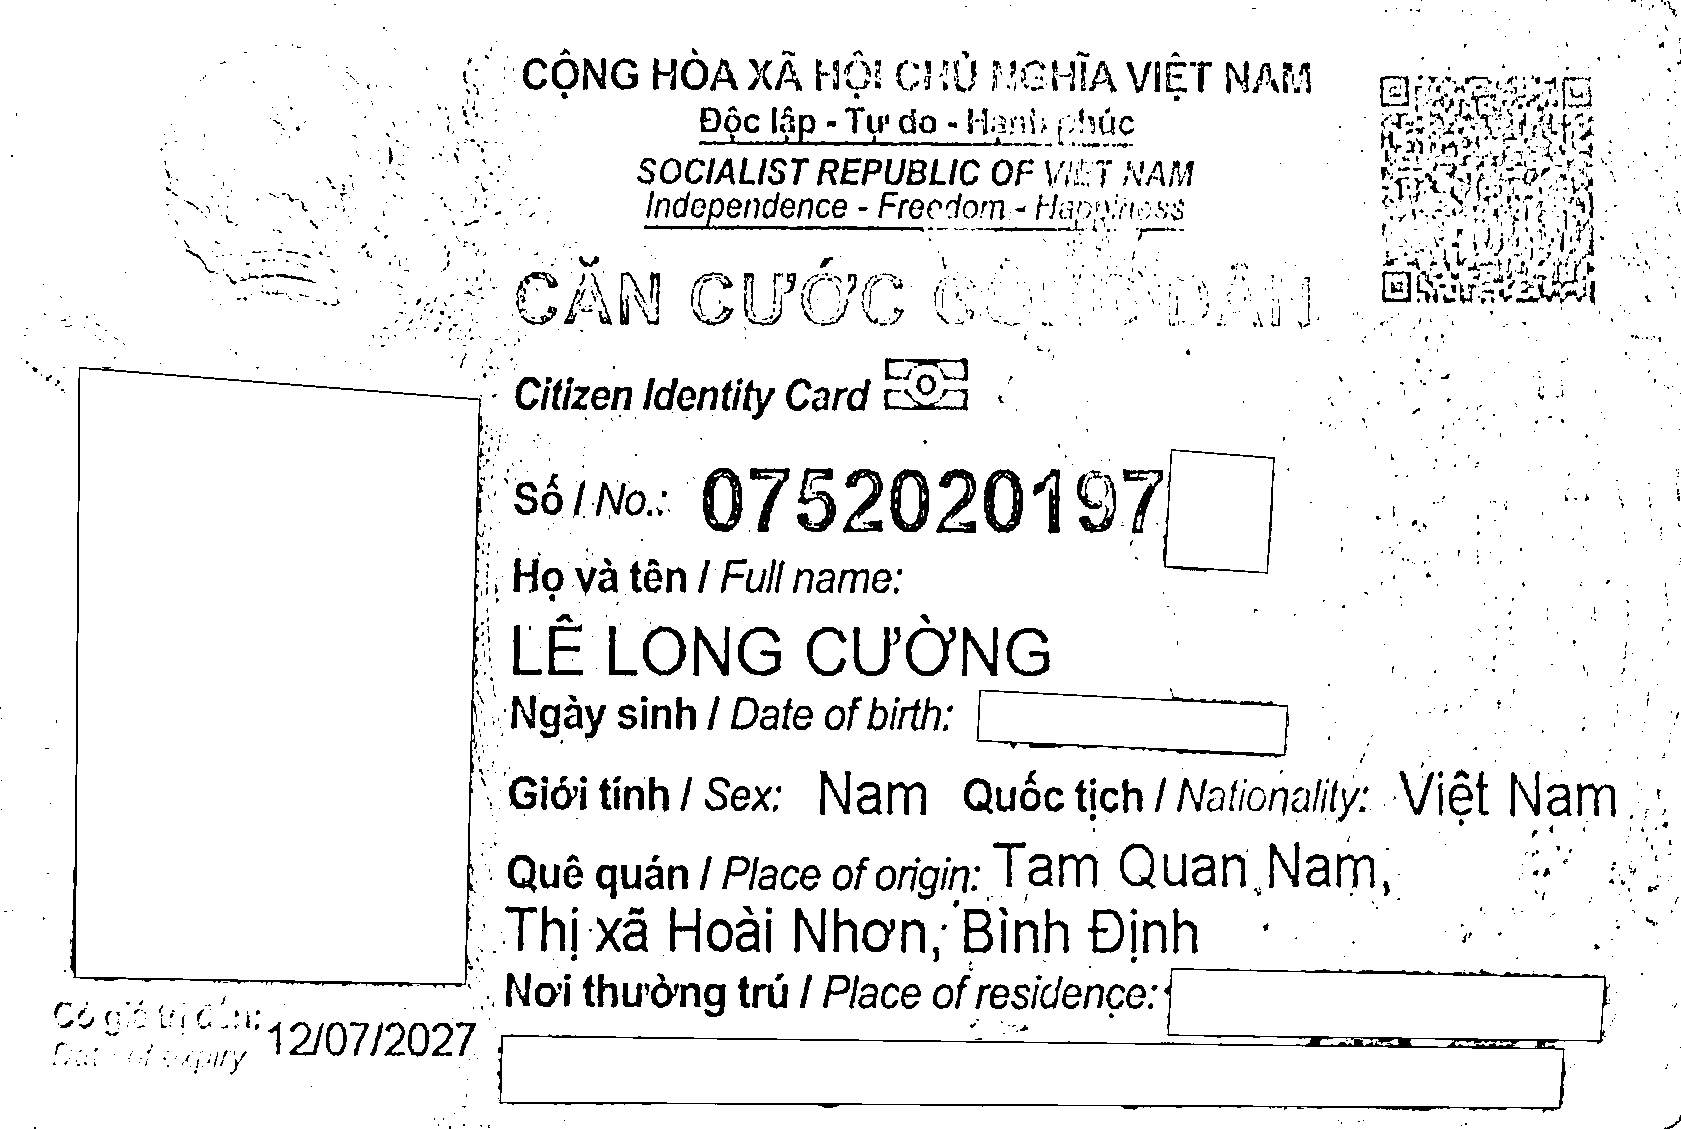 CỘNG HÒA XÃ HỘI CHỦ NGHĨA VIỆT NAM
Độc lập - Tự do - Hạnh phúc
SOCIALIST REPUBLIC OF VIET NAM
Independence - Freedom - Happiness
CĂN CƯỚC CÔNG DÂN
Citizen Identity Card
Số / No.: 0752020197
Họ và tên / Full name:
LÊ LONG CƯỜNG
Ngày sinh / Date of birth:
Giới tính / Sex: Nam Quốc tịch / Nationality: Việt Nam
Quê quán / Place of origin: Tam Quan Nam,
Thị xã Hoài Nhơn, Bình Định
Nơi thường trú / Place of residence:
Có giá trị đến: 12/07/2027
Date of expiry